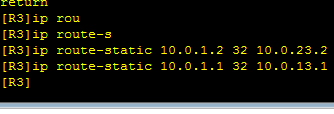 return
[R3]ip rou
[R3]ip route-s
[R3]ip route-static 10.0.1.2 32 10.0.23.2
[R3]ip route-static 10.0.1.1 32 10.0.13.1
[R3]